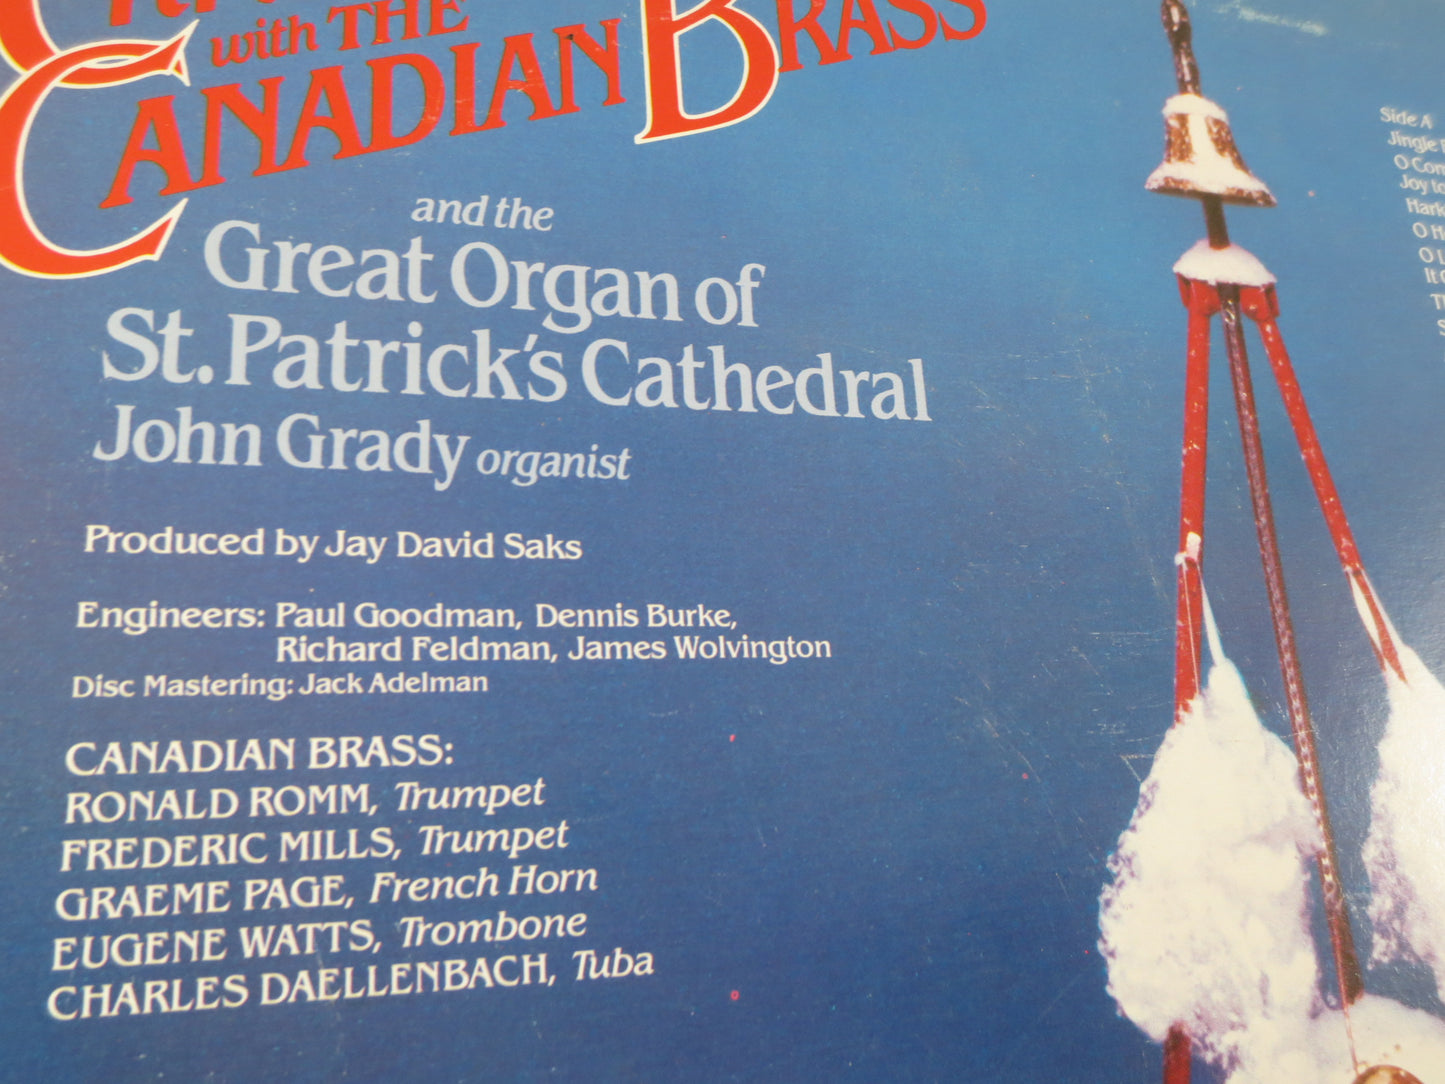 with THE
CANADIAN BRASS
and the
Great Organ of
St. Patrick's Cathedral
John Grady organist
Produced by Jay David Saks
Engineers: Paul Goodman, Dennis Burke,
Richard Feldman, James Wolvington
Disc Mastering: Jack Adelman
CANADIAN BRASS:
RONALD ROMM, Trumpet
FREDERIC MILLS, Trumpet
GRAEME PAGE, French Horn
EUGENE WATTS, Trombone
CHARLES DAELLENBACH, Tuba
Side A
Jingle
O
Joy
O
O